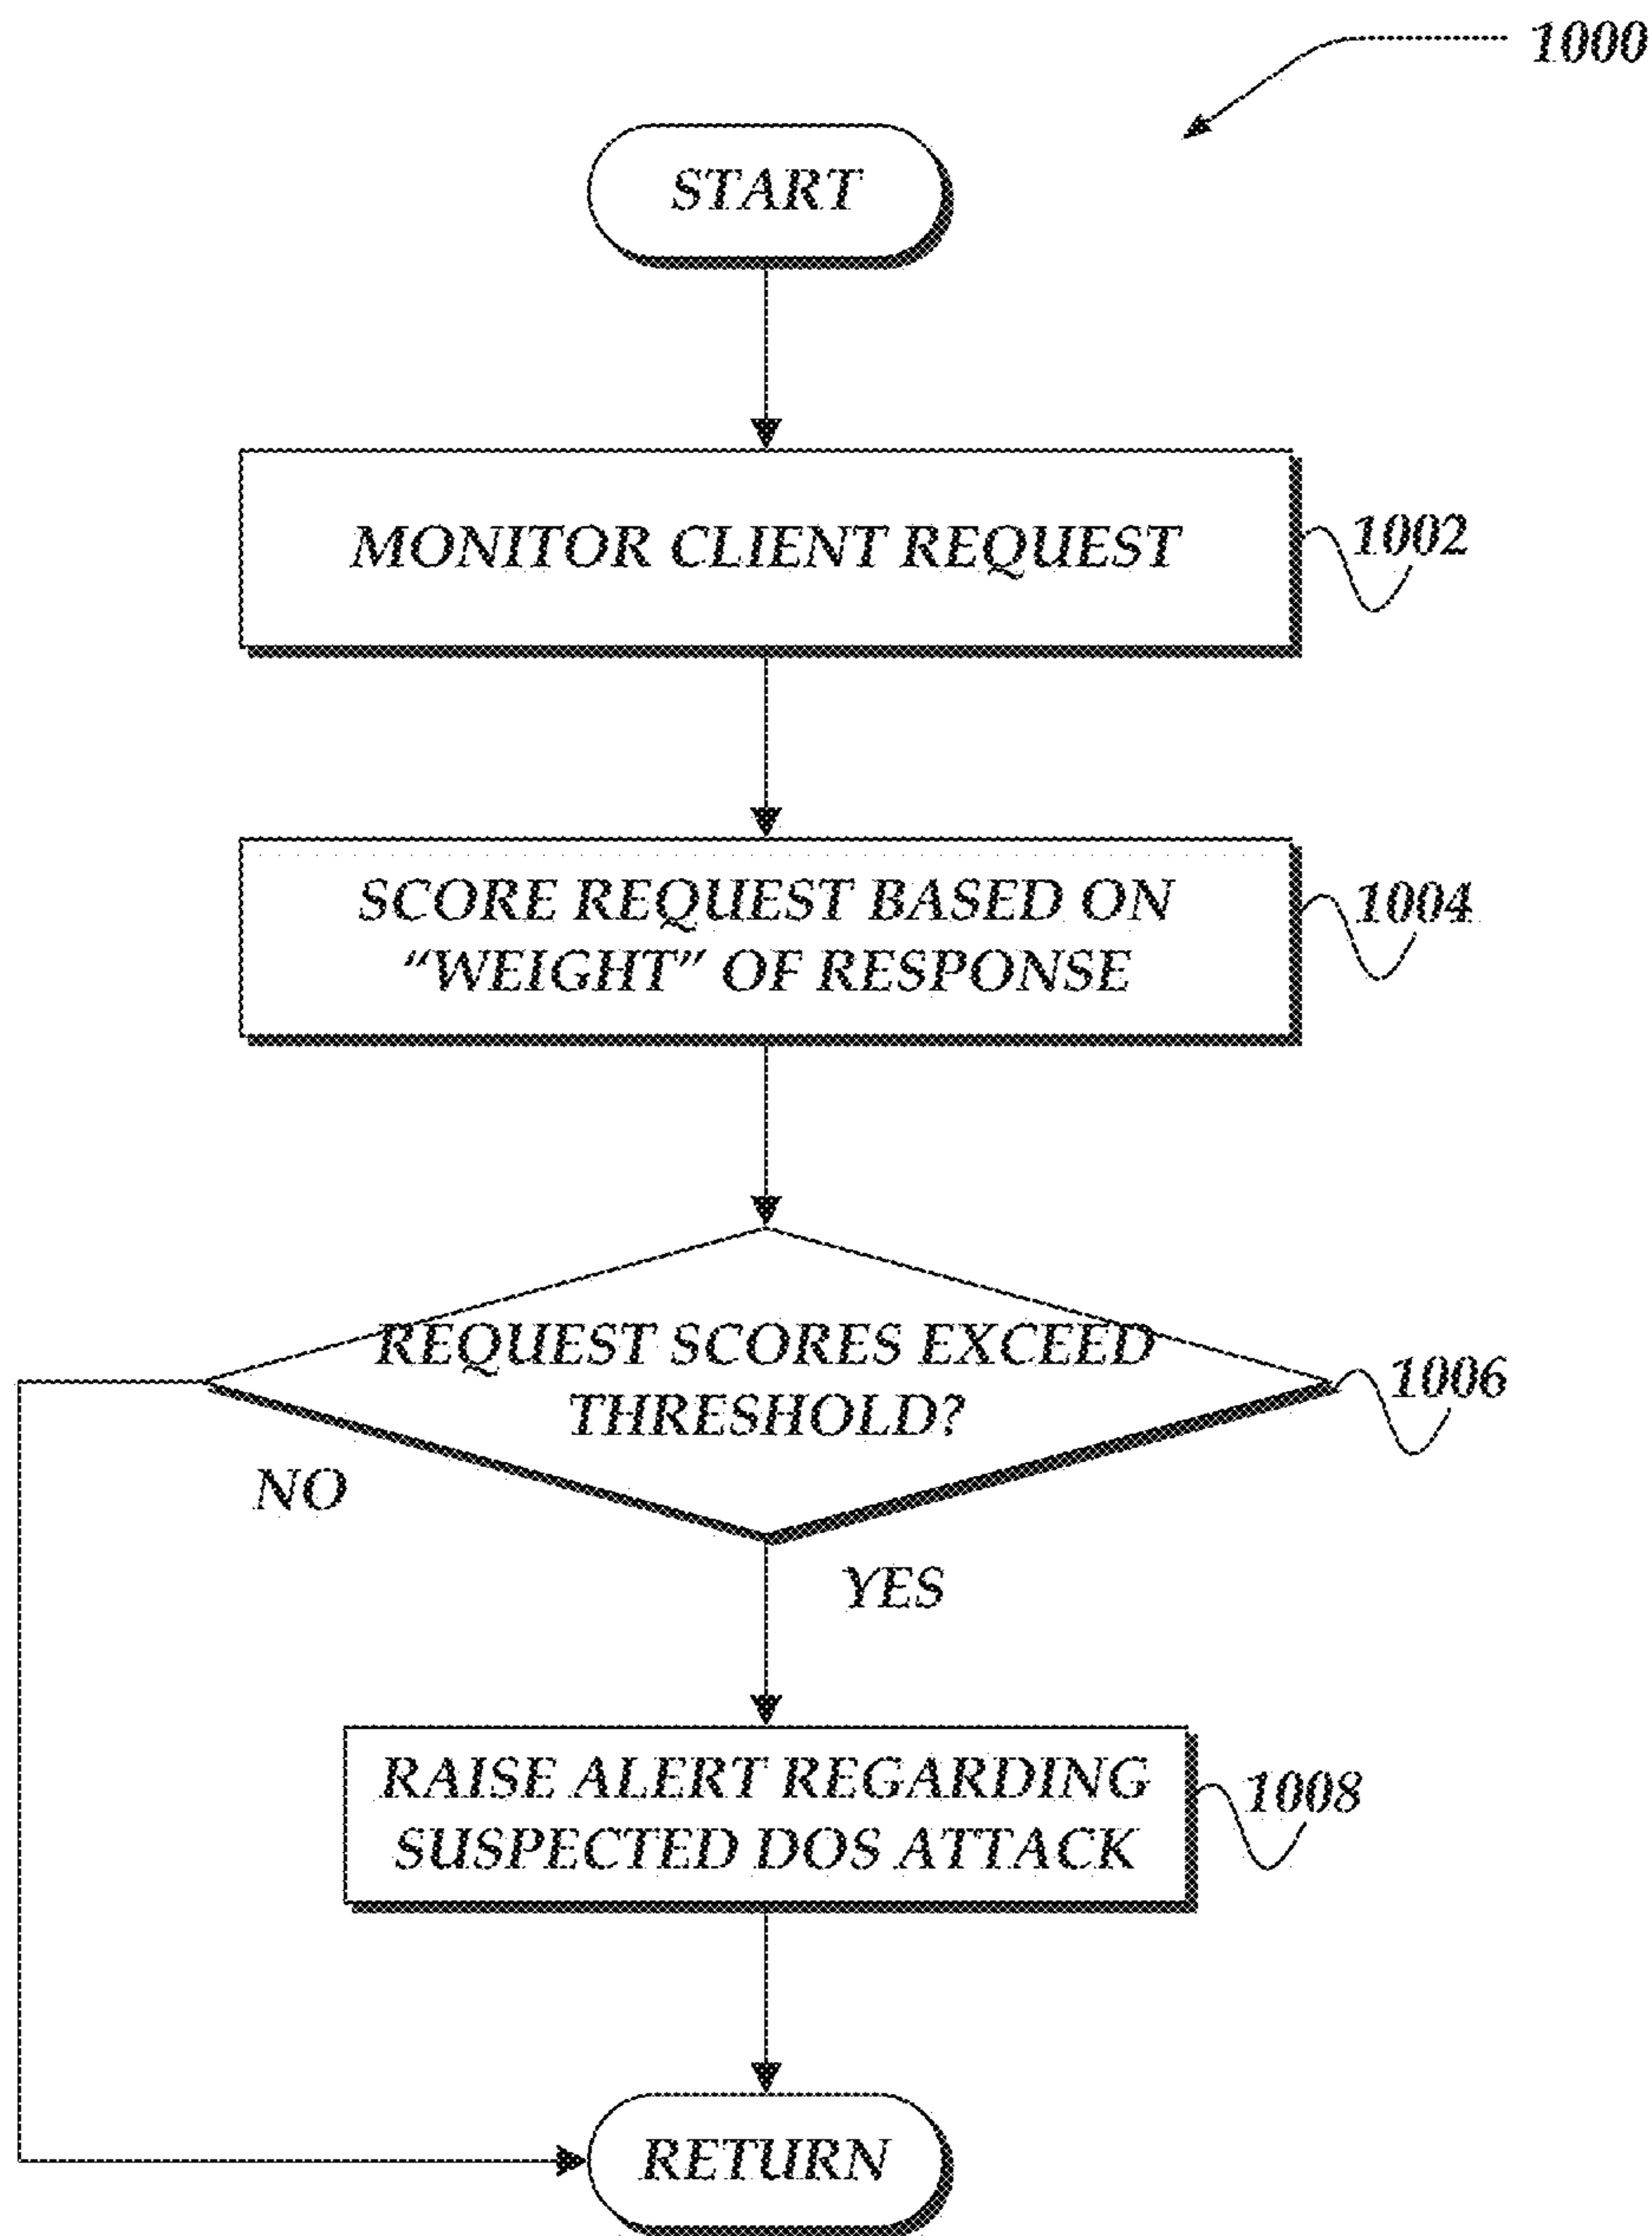 1000
START
MONITOR CLIENT REQUEST
1002
SCORE REQUEST BASED ON
"WEIGHT" OF RESPONSE
1004
REQUEST SCORES EXCEED
THRESHOLD?
1006
NO
YES
RAISE ALERT REGARDING
SUSPECTED DOS ATTACK
1008
RETURN